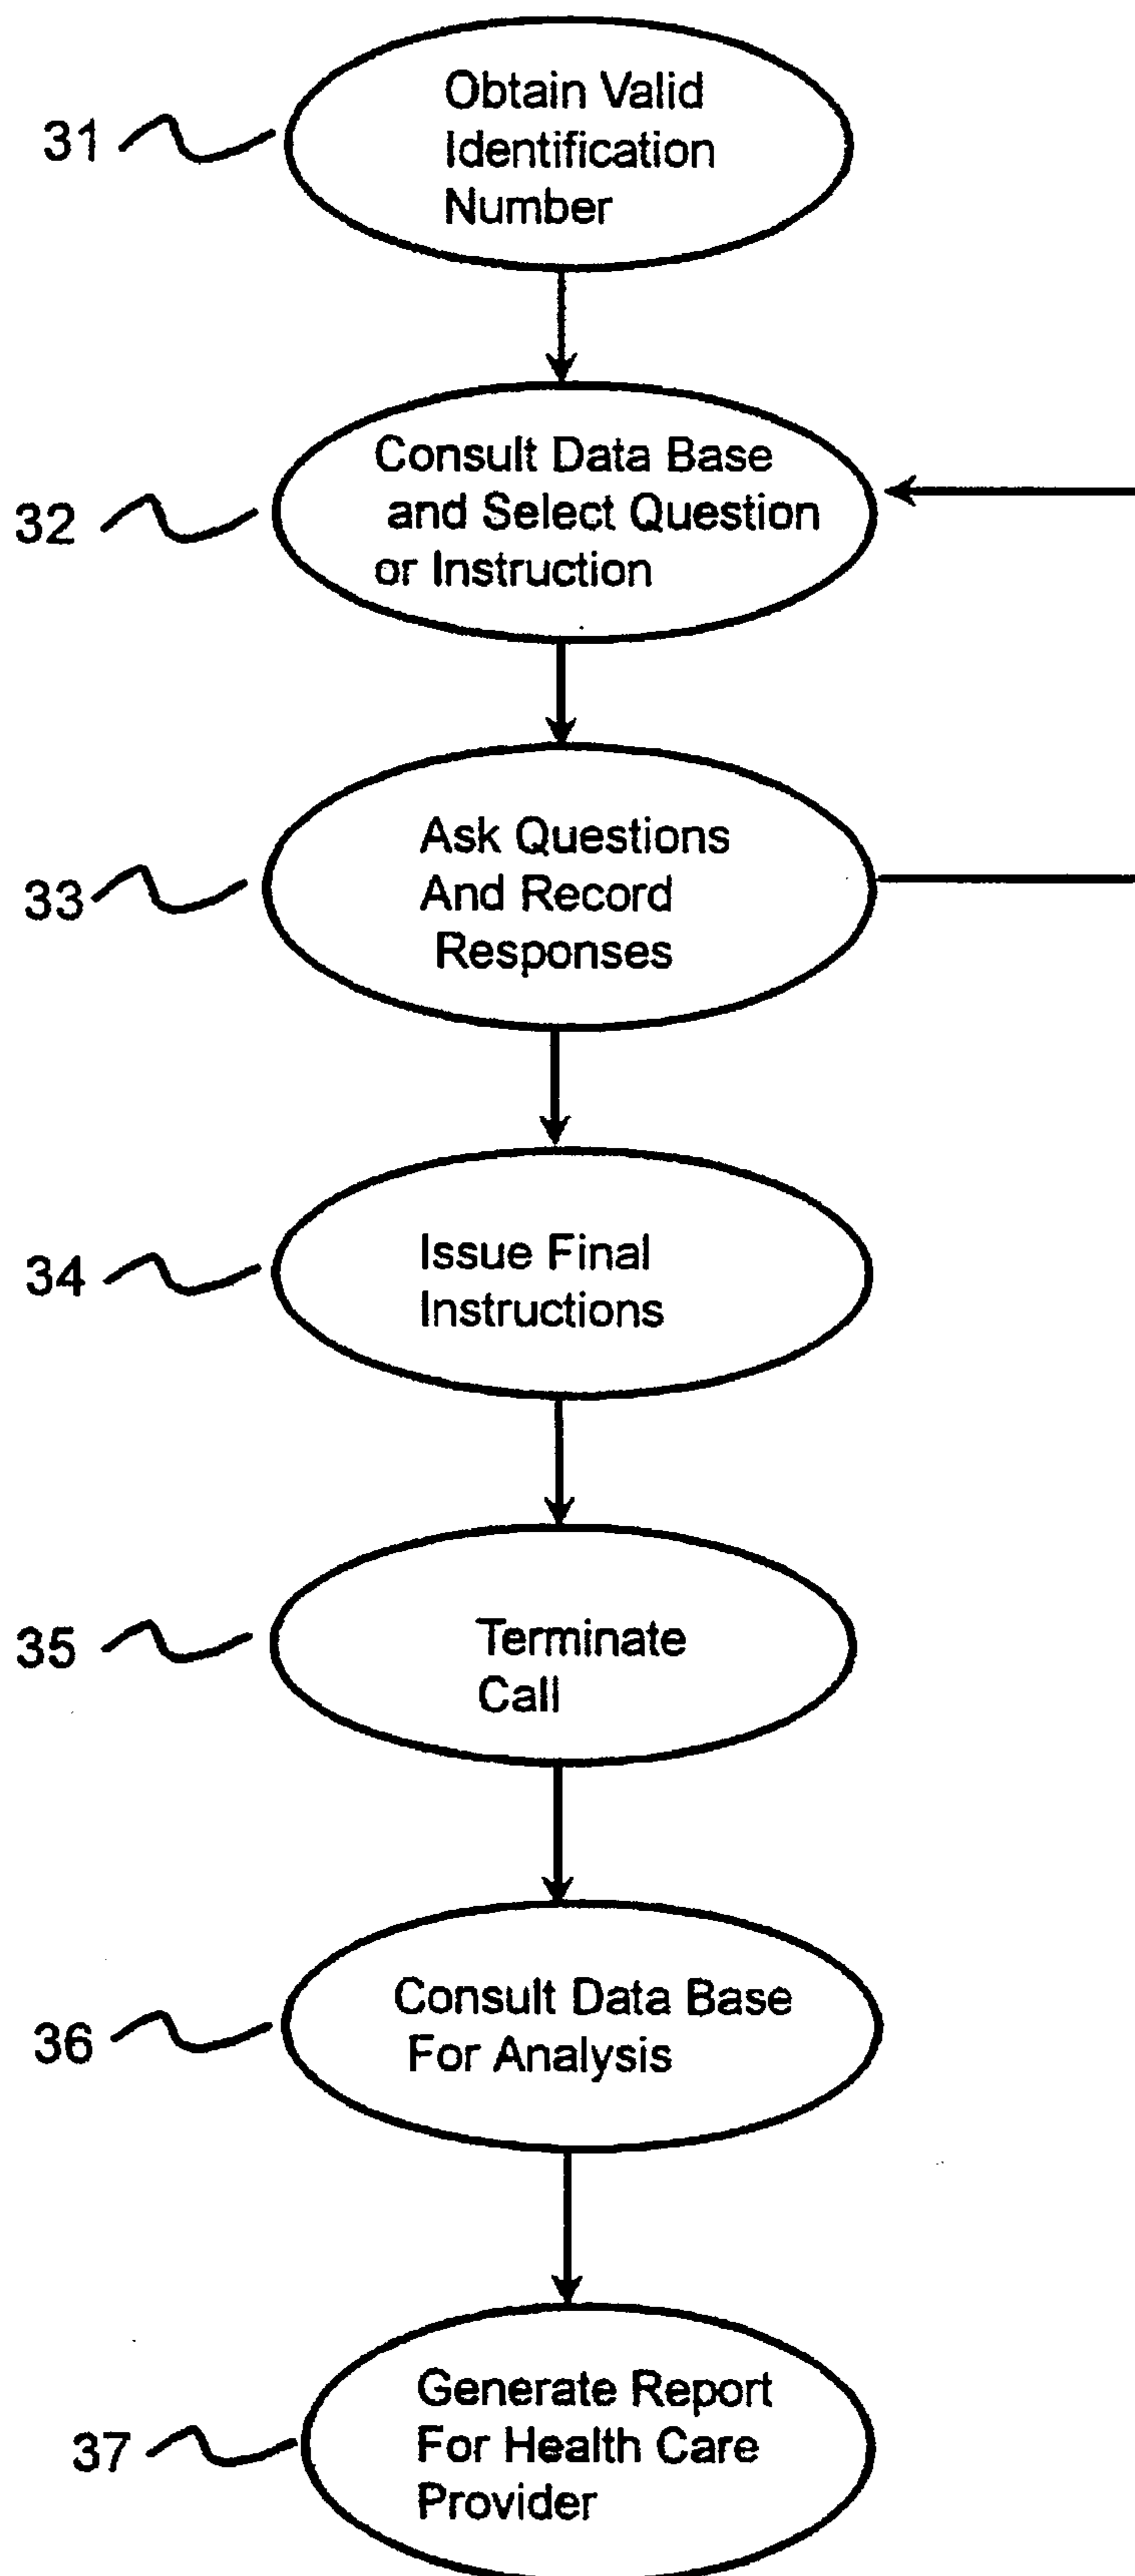 31
Obtain Valid
Identification
Number
32
Consult Data Base
and Select Question
or Instruction
33
Ask Questions
And Record
Responses
34
Issue Final
Instructions
35
Terminate
Call
36
Consult Data Base
For Analysis
37
Generate Report
For Health Care
Provider